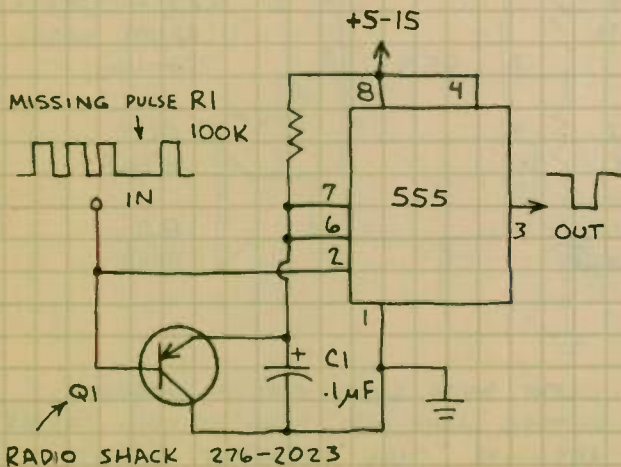 +5-15
MISSING PULSE
R1
100K
IN
8
4
7
6
2
555
3
OUT
1
+
C1
.1µF
Q1
RADIO SHACK 276-2023